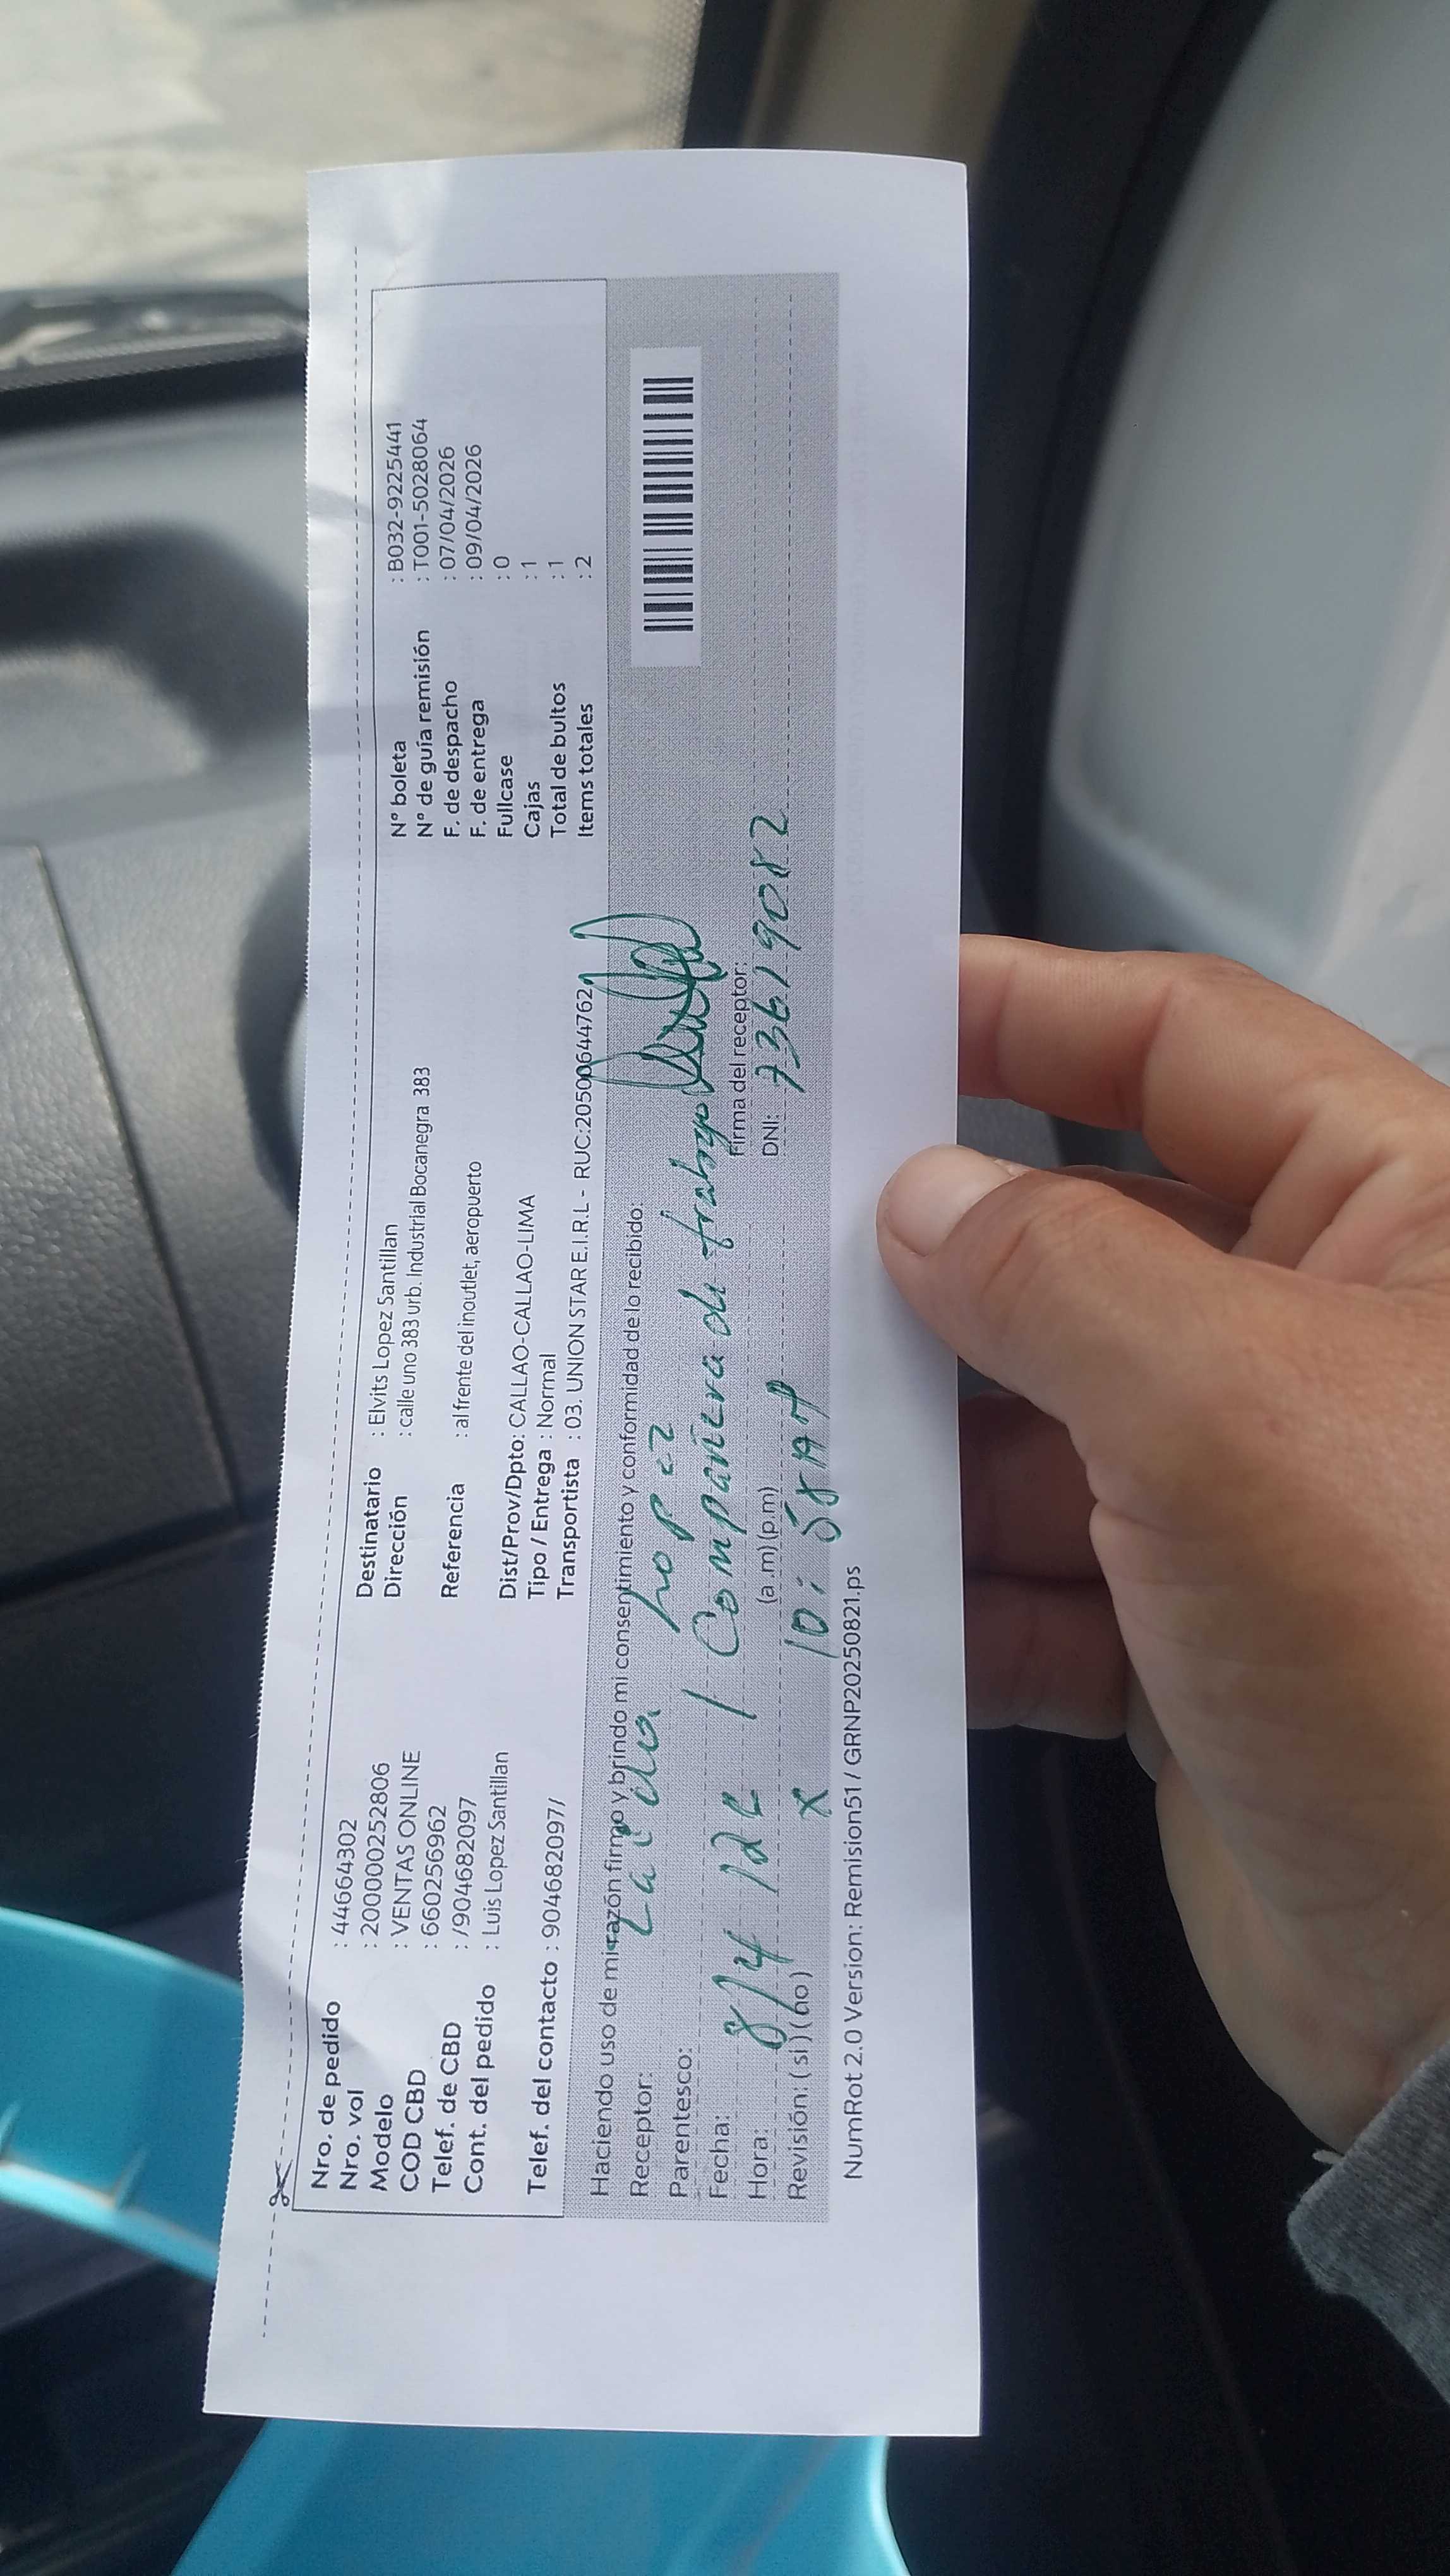 Nro. de pedido : 44664302
Nro. vol : 200000252806
Modelo : VENTAS ONLINE
COD CBD : 660256962
Telef. de CBD : /904682097
Cont. del pedido : Luis Lopez Santillan
Telef. del contacto : 904682097/
Destinatario : Elvits Lopez Santillan
Dirección : calle uno 383 urb. Industrial Bocanegra 383
Referencia : al frente del inoutlet, aeropuerto
Dist/Prov/Dpto: CALLAO-CALLAO-LIMA
Tipo / Entrega : Normal
Transportista : 03. UNION STAR E.I.R.L - RUC:20500644762
N° boleta : B032-9225441
N° de guía remisión : T001-5028064
F. de despacho : 07/04/2026
F. de entrega : 09/04/2026
Fullcase : 0
Cajas : 1
Total de bultos : 1
Items totales : 2
Haciendo uso de mi razón firmo y brindo mi consentimiento y conformidad de lo recibido:
Receptor: Lopez
Parentesco: Compañera de trabajo
Fecha: 8/4/26
Hora: 10:58 AM (a.m)(p.m)
Revisión: (si) (no) x
Firma del receptor:
DNI: 73619082
NumRot 2.0 Version: Remision51 / GRNP20250821.ps